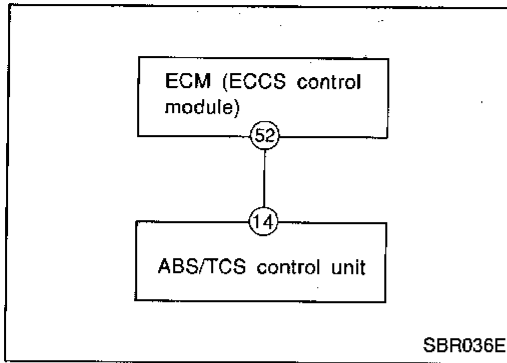 ECM (ECCS control
module)
52
14
ABS/TCS control unit
SBR036E